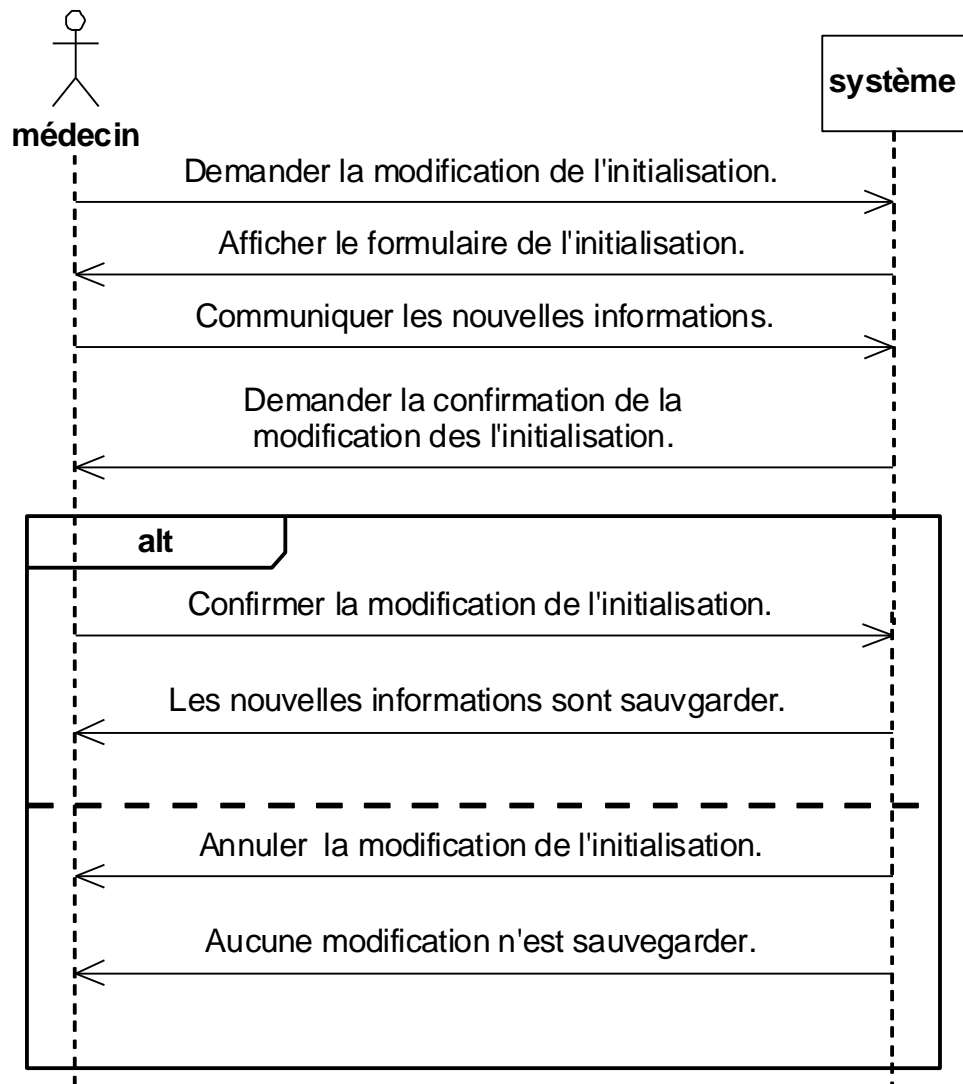 médecin
système
Demander la modification de l'initialisation.
Afficher le formulaire de l'initialisation.
Communiquer les nouvelles informations.
Demander la confirmation de la
modification des l'initialisation.
alt
Confirmer la modification de l'initialisation.
Les nouvelles informations sont sauvgarder.
Annuler  la modification de l'initialisation.
Aucune modification n'est sauvegarder.